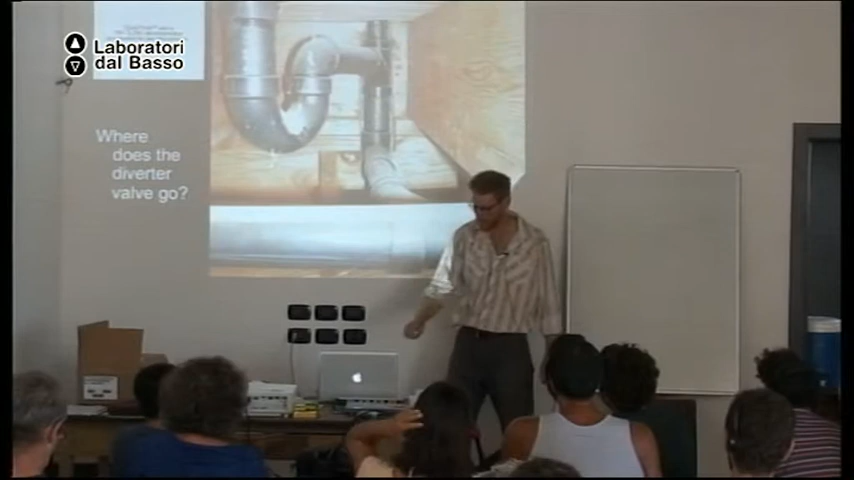 Laboratori
dal Basso
Where
does the
diverter
valve go?